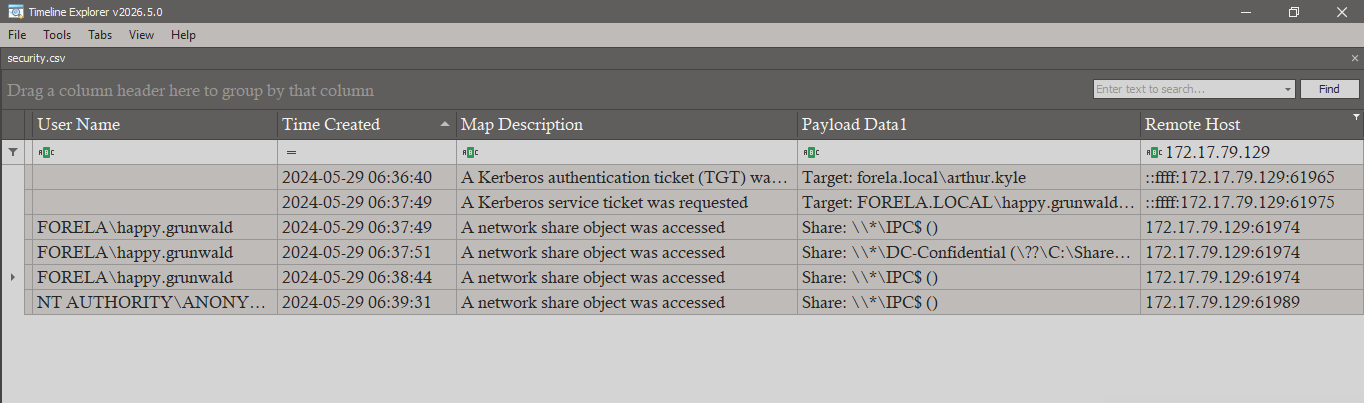 Timeline Explorer v2026.5.0
File Tools Tabs View Help
security.csv
Drag a column header here to group by that column
Enter text to search... Find
User Name Time Created Map Description Payload Data1 Remote Host
= 172.17.79.129
2024-05-29 06:36:40 A Kerberos authentication ticket (TGT) wa... Target: forela.local\arthur.kyle ::ffff:172.17.79.129:61965
2024-05-29 06:37:49 A Kerberos service ticket was requested Target: FORELA.LOCAL\happy.grunwald... ::ffff:172.17.79.129:61975
FORELA\happy.grunwald 2024-05-29 06:37:49 A network share object was accessed Share: \\*\IPC$ () 172.17.79.129:61974
FORELA\happy.grunwald 2024-05-29 06:37:51 A network share object was accessed Share: \\*\DC-Confidential (\??\C:\Share... 172.17.79.129:61974
FORELA\happy.grunwald 2024-05-29 06:38:44 A network share object was accessed Share: \\*\IPC$ () 172.17.79.129:61974
NT AUTHORITY\ANONY... 2024-05-29 06:39:31 A network share object was accessed Share: \\*\IPC$ () 172.17.79.129:61989